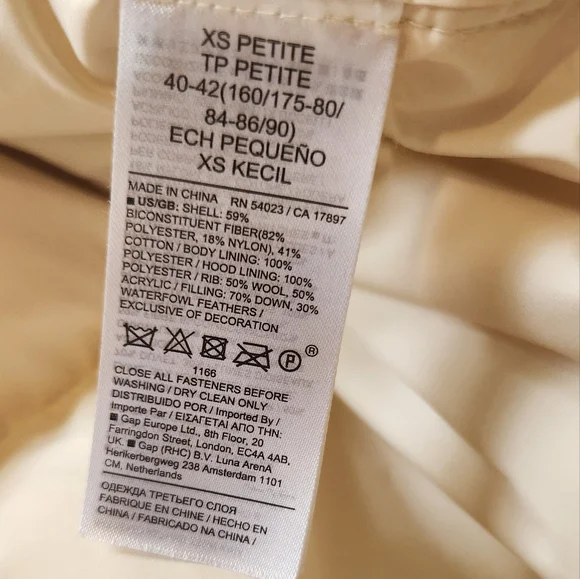 XS PETITE
TP PETITE
40-42(160/175-80/
84-86/90)
ECH PEQUEÑO
XS KECIL
MADE IN CHINA RN 54023 / CA 17897
■ US/GB: SHELL: 59%
BICONSTITUENT FIBER(82%
POLYESTER, 18% NYLON), 41%
COTTON / BODY LINING: 100%
POLYESTER / HOOD LINING: 100%
POLYESTER / RIB: 50% WOOL, 50%
ACRYLIC / FILLING: 70% DOWN, 30%
WATERFOWL FEATHERS /
EXCLUSIVE OF DECORATION
P ®
1166
CLOSE ALL FASTENERS BEFORE
WASHING / DRY CLEAN ONLY
DISTRIBUTED BY / Imported By /
Importe Par / ΕΙΣΑΓΕΤΑΙ ΑΠΟ ΤΗΝ:
■ Gap Europe Ltd., 8th Floor, 20
Farringdon Street, London, EC4A 4AB,
UK. ■ Gap (RHC) B.V. Luna ArenA
Herikerbergweg 238 Amsterdam 1101
CM, Netherlands
ОДЕЖДА ТРЕТЬЕГО СЛОЯ
FABRIQUE EN CHINE / HECHO EN
CHINA / FABRICADO NA CHINA /